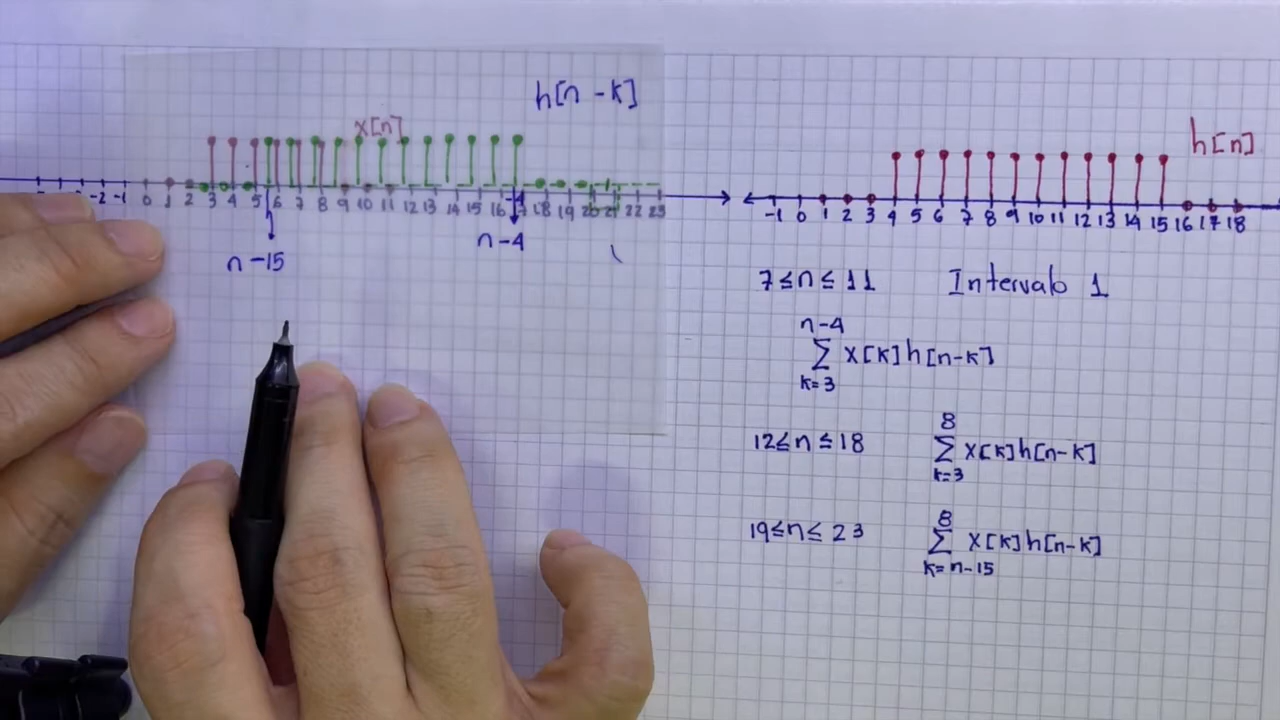 h[n-k]
x[n]
-2 -1 0 1 2 3 4 5 6 7 8 9 10 11 12 13 14 15 16 17 18 19 20 21 22 23
n-15
n-4
h[n]
-1 0 1 2 3 4 5 6 7 8 9 10 11 12 13 14 15 16 17 18
7≤n≤11 Intervalo 1
n-4
∑ x[k]h[n-k]
k=3
8
12≤n≤18 ∑ x[k]h[n-k]
k=3
8
19≤n≤23 ∑ x[k]h[n-k]
k=n-15